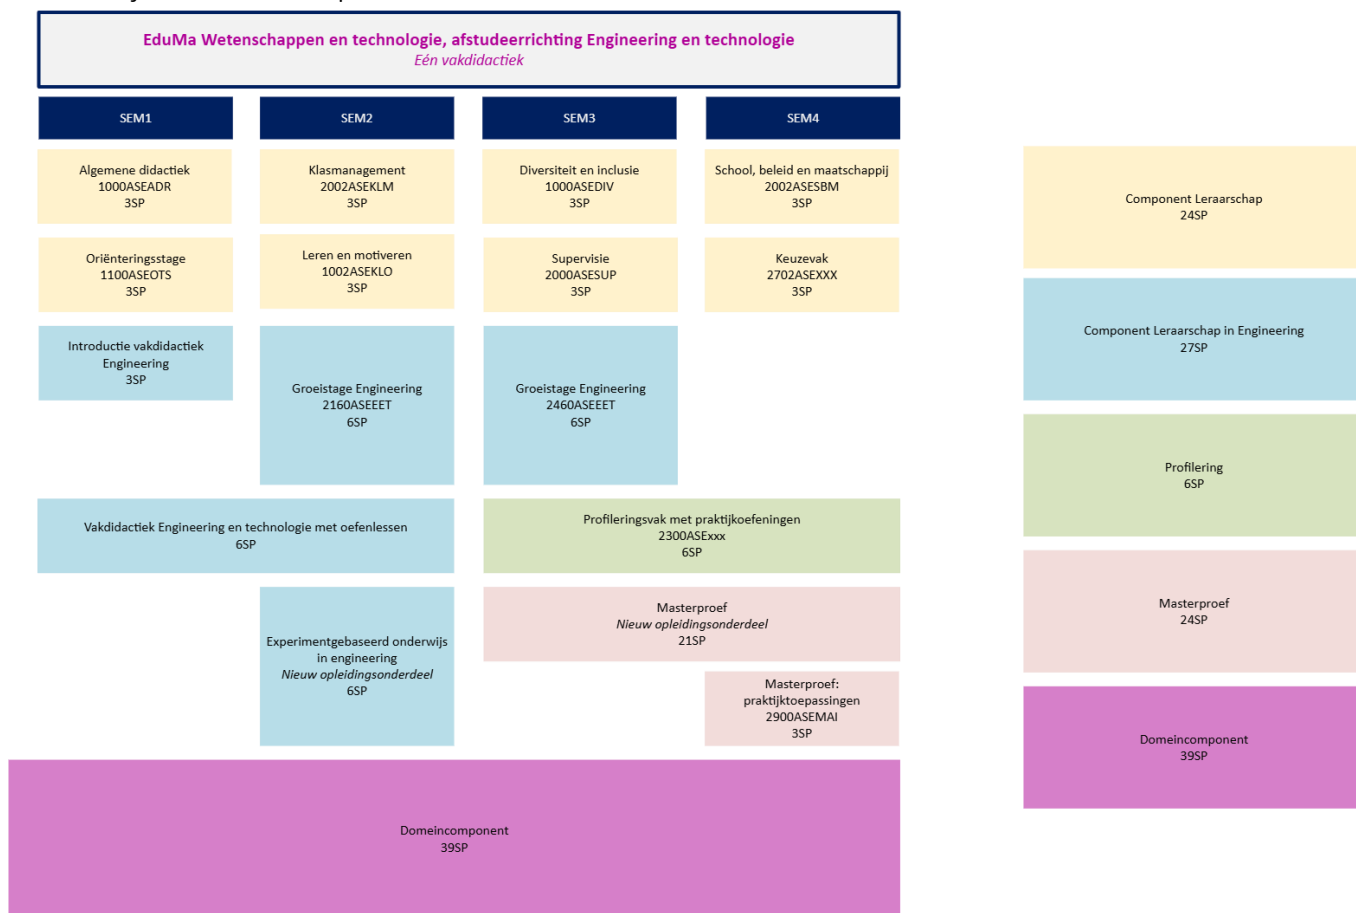 EduMa Wetenschappen en technologie, afstudeerrichting Engineering en technologie
Eén vakdidactiek
SEM1
SEM2
SEM3
SEM4
Algemene didactiek
1000ASEADR
3SP
Klasmanagement
2002ASEKLM
3SP
Diversiteit en inclusie
1000ASEDIV
3SP
School, beleid en maatschappij
2002ASESBM
3SP
Oriënteringsstage
1100ASEOTS
3SP
Leren en motiveren
1002ASEKLO
3SP
Supervisie
2000ASESUP
3SP
Keuzevak
2702ASEXXX
3SP
Introductie vakdidactiek
Engineering
3SP
Groeistage Engineering
2160ASEEET
6SP
Groeistage Engineering
2460ASEEET
6SP
Vakdidactiek Engineering en technologie met oefenlessen
6SP
Profileringsvak met praktijkoefeningen
2300ASExxx
6SP
Experimentgebaseerd onderwijs
in engineering
Nieuw opleidingsonderdeel
6SP
Masterproef
Nieuw opleidingsonderdeel
21SP
Masterproef:
praktijktoepassingen
2900ASEMAI
3SP
Domeincomponent
39SP
Component Leraarschap
24SP
Component Leraarschap in Engineering
27SP
Profilering
6SP
Masterproef
24SP
Domeincomponent
39SP